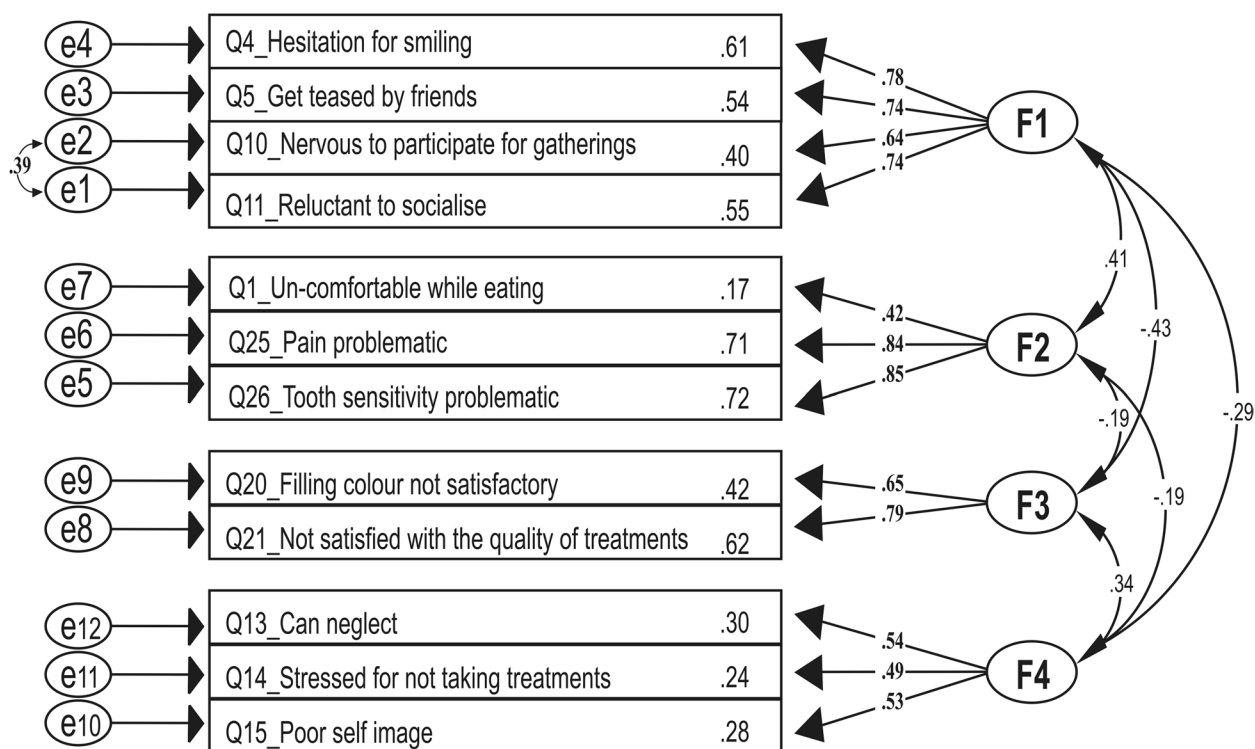 e4 Q4_Hesitation for smiling .61 .78
e3 Q5_Get teased by friends .54 .74 F1
e2 Q10_Nervous to participate for gatherings .40 .64
.39
e1 Q11_Reluctant to socialise .55 .74
.41
e7 Q1_Un-comfortable while eating .17 .42
-.43
e6 Q25_Pain problematic .71 .84 F2
e5 Q26_Tooth sensitivity problematic .72 .85
-.19 -.29
e9 Q20_Filling colour not satisfactory .42 .65
F3 -.19
e8 Q21_Not satisfied with the quality of treatments .62 .79
.34
e12 Q13_Can neglect .30 .54
e11 Q14_Stressed for not taking treatments .24 .49 F4
e10 Q15_Poor self image .28 .53